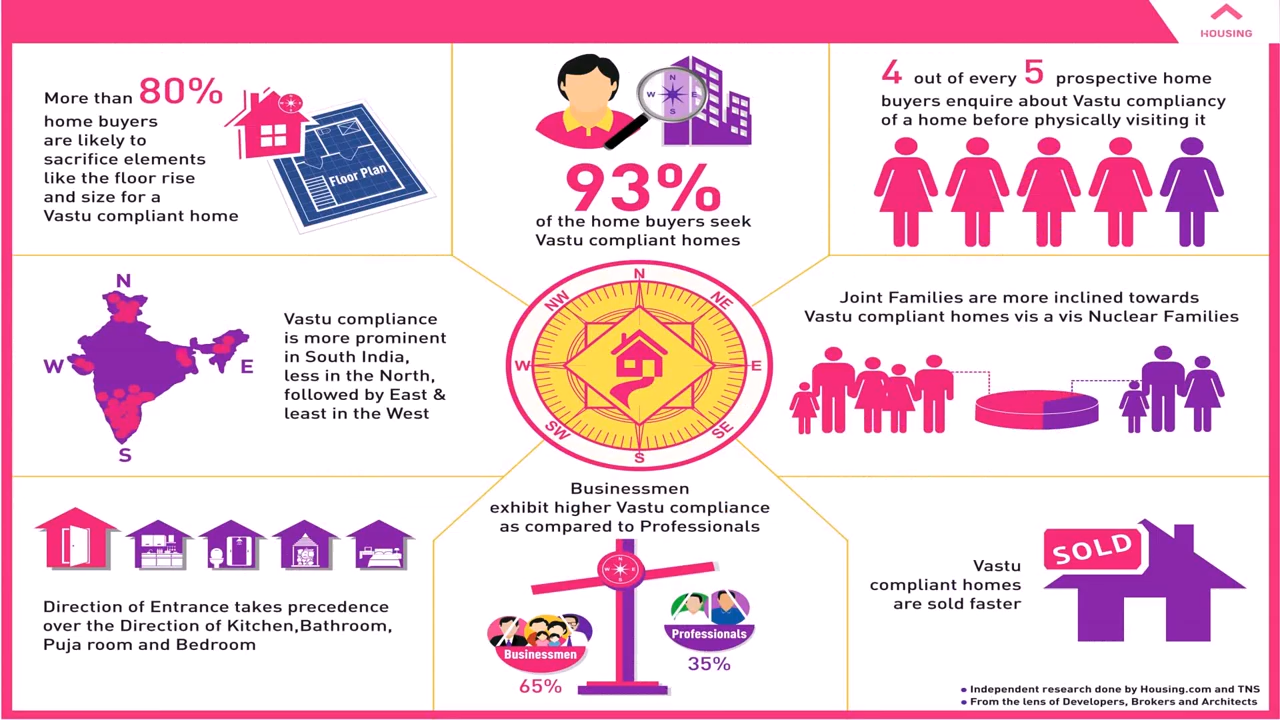 HOUSING
More than 80%
home buyers
are likely to
sacrifice elements
like the floor rise
and size for a
Vastu compliant home
Floor Plan
N
W E
S
93%
of the home buyers seek
Vastu compliant homes
4 out of every 5 prospective home
buyers enquire about Vastu compliancy
of a home before physically visiting it
N
W E
S
Vastu compliance
is more prominent
in South India,
less in the North,
followed by East &
least in the West
N
NW NE
W E
SW SE
S
Joint Families are more inclined towards
Vastu compliant homes vis a vis Nuclear Families
Direction of Entrance takes precedence
over the Direction of Kitchen,Bathroom,
Puja room and Bedroom
Businessmen
exhibit higher Vastu compliance
as compared to Professionals
N
W E
S
Businessmen
65%
Professionals
35%
SOLD
Vastu
compliant homes
are sold faster
• Independent research done by Housing.com and TNS
• From the lens of Developers, Brokers and Architects